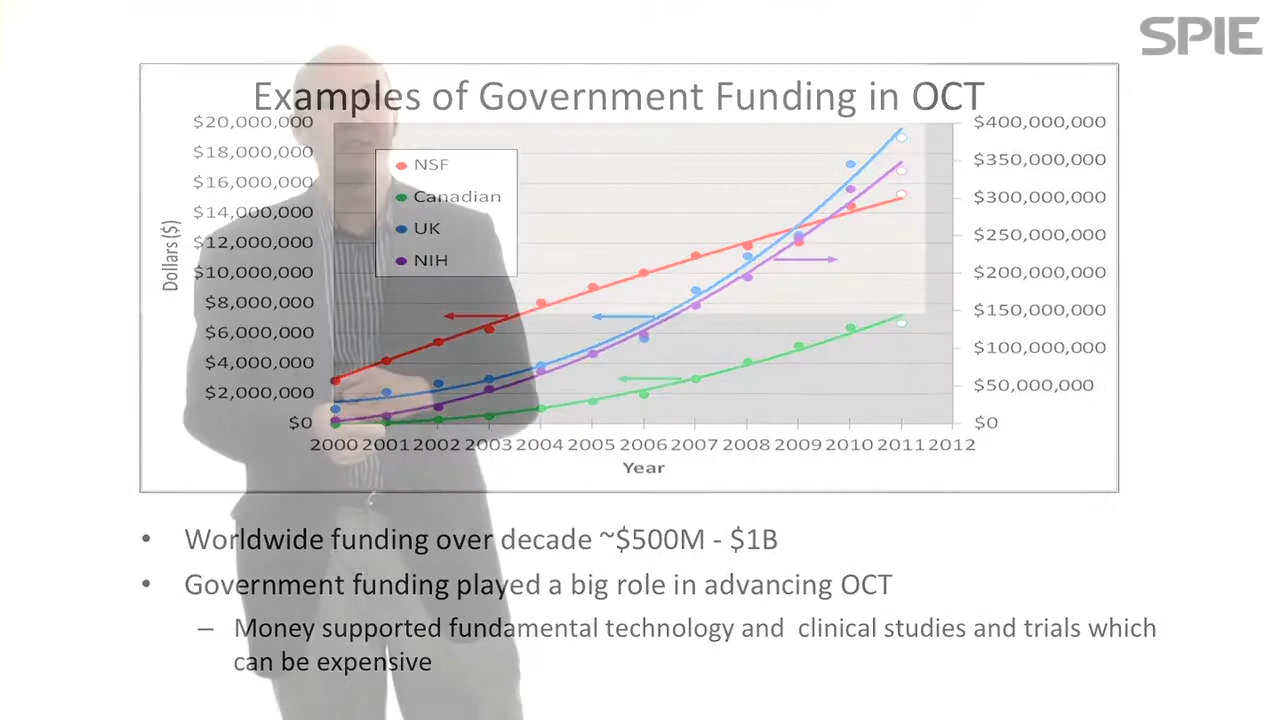 SPIE
Examples of Government Funding in OCT
$20,000,000
$18,000,000
$16,000,000
$14,000,000
$12,000,000
$10,000,000
$8,000,000
$6,000,000
$4,000,000
$2,000,000
$0
Dollars ($)
NSF
Canadian
UK
NIH
$400,000,000
$350,000,000
$300,000,000
$250,000,000
$200,000,000
$150,000,000
$100,000,000
$50,000,000
$0
2000 2001 2002 2003 2004 2005 2006 2007 2008 2009 2010 2011 2012
Year
• Worldwide funding over decade ~$500M - $1B
• Government funding played a big role in advancing OCT
– Money supported fundamental technology and clinical studies and trials which
can be expensive